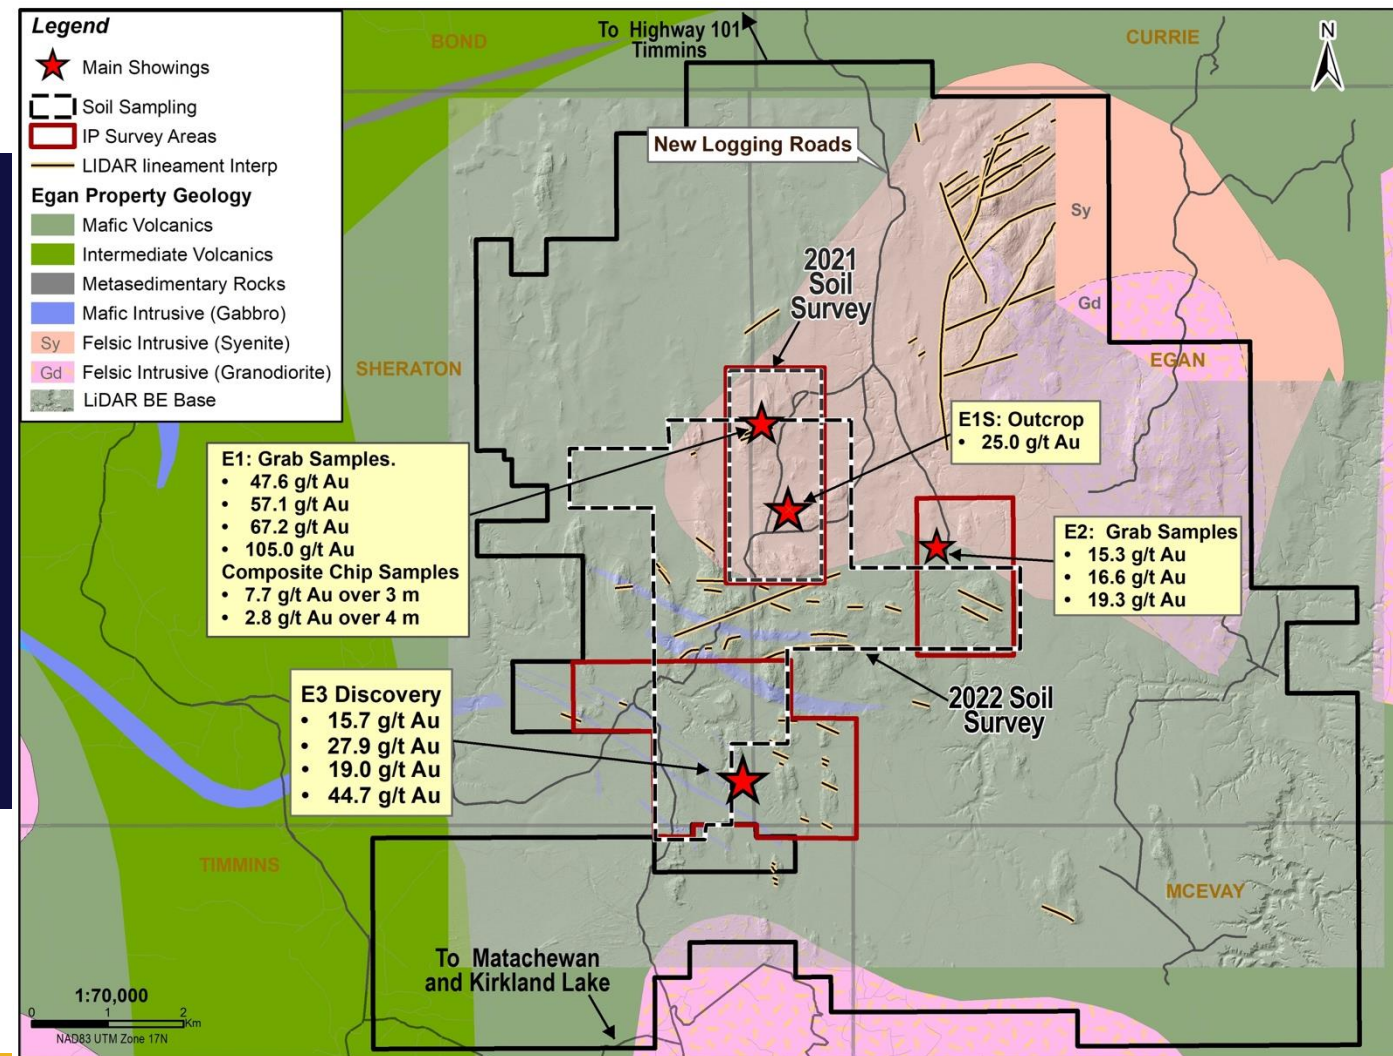 Legend
Main Showings
Soil Sampling
IP Survey Areas
LIDAR lineament Interp
Egan Property Geology
Mafic Volcanics
Intermediate Volcanics
Metasedimentary Rocks
Mafic Intrusive (Gabbro)
Sy Felsic Intrusive (Syenite)
Gd Felsic Intrusive (Granodiorite)
LiDAR BE Base
BOND
To Highway 101
Timmins
CURRIE
N
New Logging Roads
Sy
2021
Soil
Survey
Gd
SHERATON
EGAN
E1S: Outcrop
• 25.0 g/t Au
E1: Grab Samples.
• 47.6 g/t Au
• 57.1 g/t Au
• 67.2 g/t Au
• 105.0 g/t Au
Composite Chip Samples
• 7.7 g/t Au over 3 m
• 2.8 g/t Au over 4 m
E2: Grab Samples
• 15.3 g/t Au
• 16.6 g/t Au
• 19.3 g/t Au
E3 Discovery
• 15.7 g/t Au
• 27.9 g/t Au
• 19.0 g/t Au
• 44.7 g/t Au
2022 Soil
Survey
TIMMINS
MCEVAY
To Matachewan
and Kirkland Lake
1:70,000
0 1 2
Km
NAD83 UTM Zone 17N